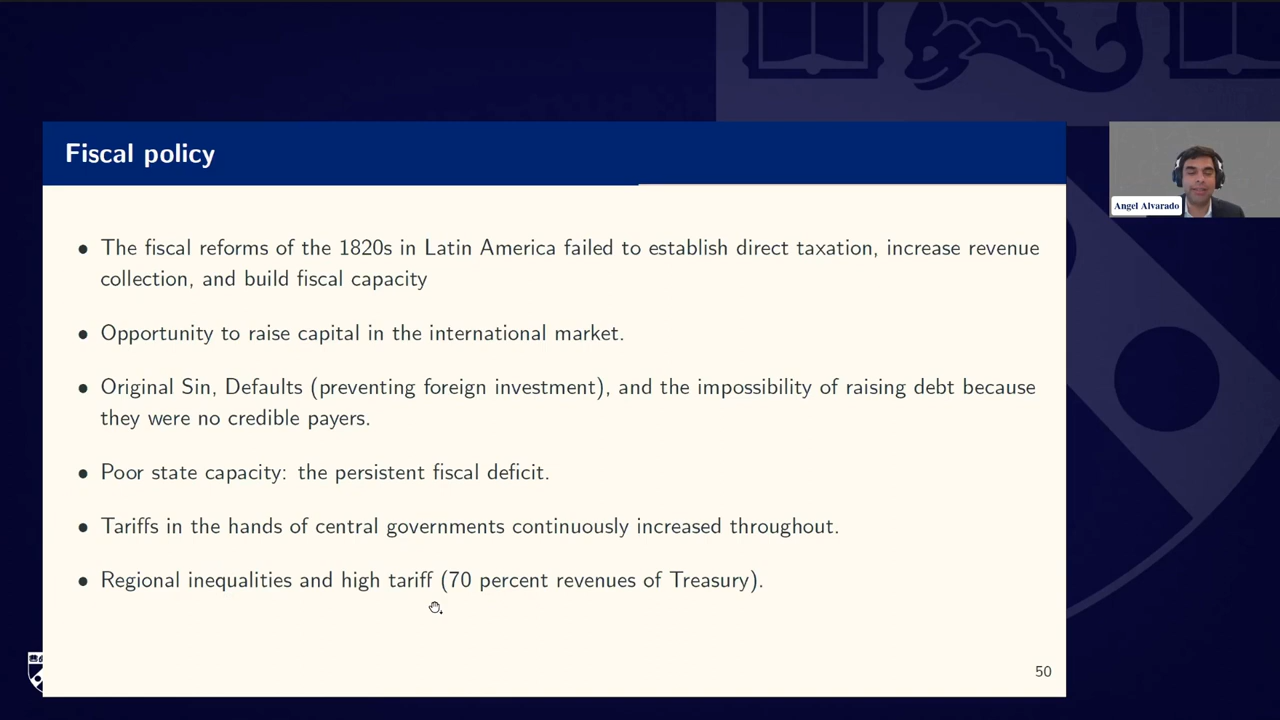 Fiscal policy
Angel Alvarado
• The fiscal reforms of the 1820s in Latin America failed to establish direct taxation, increase revenue
collection, and build fiscal capacity
• Opportunity to raise capital in the international market.
• Original Sin, Defaults (preventing foreign investment), and the impossibility of raising debt because
they were no credible payers.
• Poor state capacity: the persistent fiscal deficit.
• Tariffs in the hands of central governments continuously increased throughout.
• Regional inequalities and high tariff (70 percent revenues of Treasury).
50